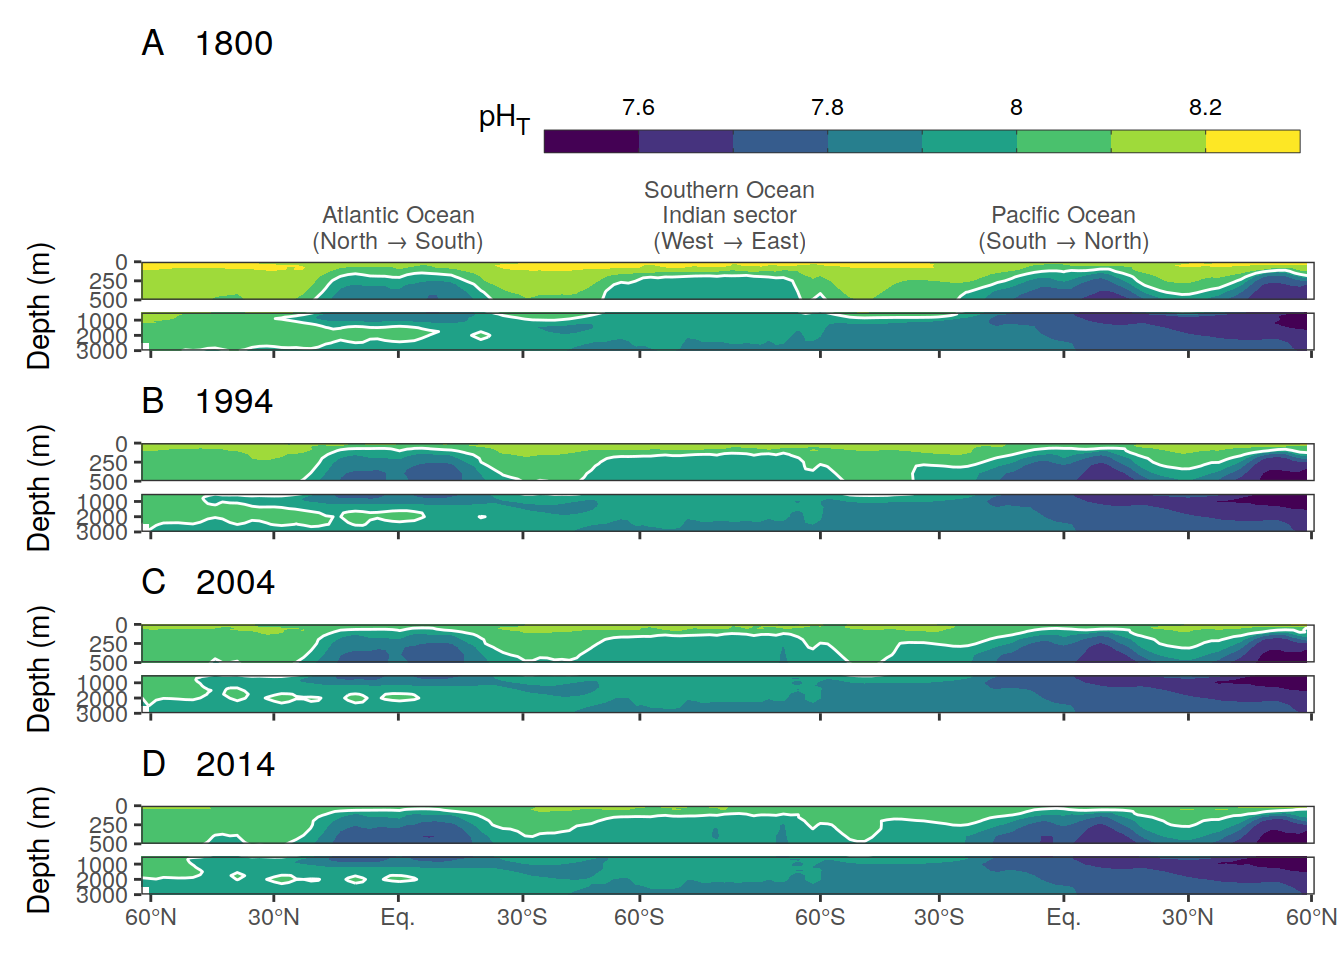 A 1800
pHT
7.6 7.8 8 8.2
Atlantic Ocean
(North → South)
Southern Ocean
Indian sector
(West → East)
Pacific Ocean
(South → North)
Depth (m)
0
250
500
1000
2000
3000
B 1994
Depth (m)
0
250
500
1000
2000
3000
C 2004
Depth (m)
0
250
500
1000
2000
3000
D 2014
Depth (m)
0
250
500
1000
2000
3000
60°N 30°N Eq. 30°S 60°S 60°S 30°S Eq. 30°N 60°N